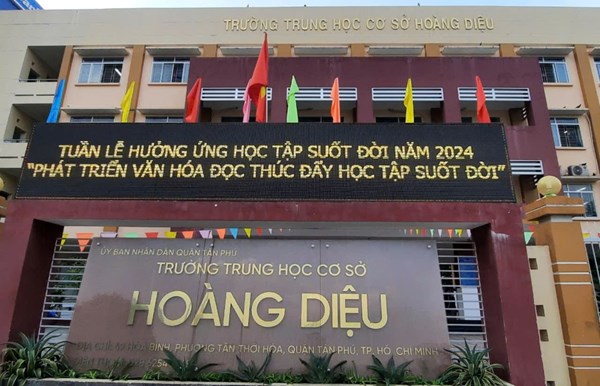 TRƯỜNG TRUNG HỌC CƠ SỞ HOÀNG DIỆU
TUẦN LỄ HƯỞNG ỨNG HỌC TẬP SUỐT ĐỜI NĂM 2024
"PHÁT TRIỂN VĂN HÓA ĐỌC THÚC ĐẨY HỌC TẬP SUỐT ĐỜI"
ỦY BAN NHÂN DÂN QUẬN TÂN PHÚ
TRƯỜNG TRUNG HỌC CƠ SỞ
HOÀNG DIỆU
BÌNH, PHƯỜNG TÂN THỚI HÒA, QUẬN TÂN PHÚ, TP. HỒ CHÍ MINH